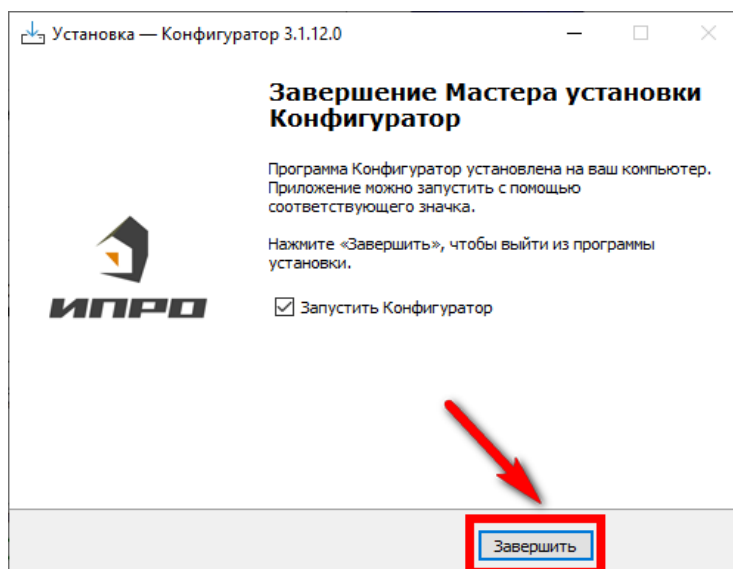 Установка — Конфигуратор 3.1.12.0
Завершение Мастера установки
Конфигуратор
Программа Конфигуратор установлена на ваш компьютер.
Приложение можно запустить с помощью
соответствующего значка.
Нажмите «Завершить», чтобы выйти из программы
установки.
ИПРО
Запустить Конфигуратор
Завершить